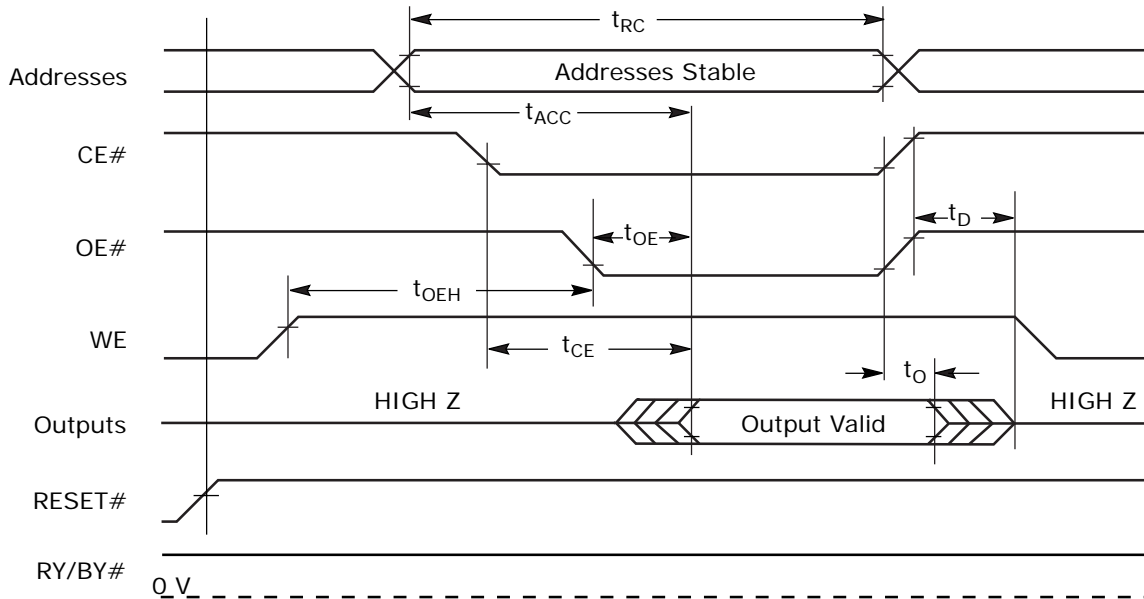 tRC
Addresses
Addresses Stable
tACC
CE#
OE#
tOE
tD
tOEH
WE
tCE
tO
HIGH Z
HIGH Z
Outputs
Output Valid
RESET#
RY/BY#
0 V